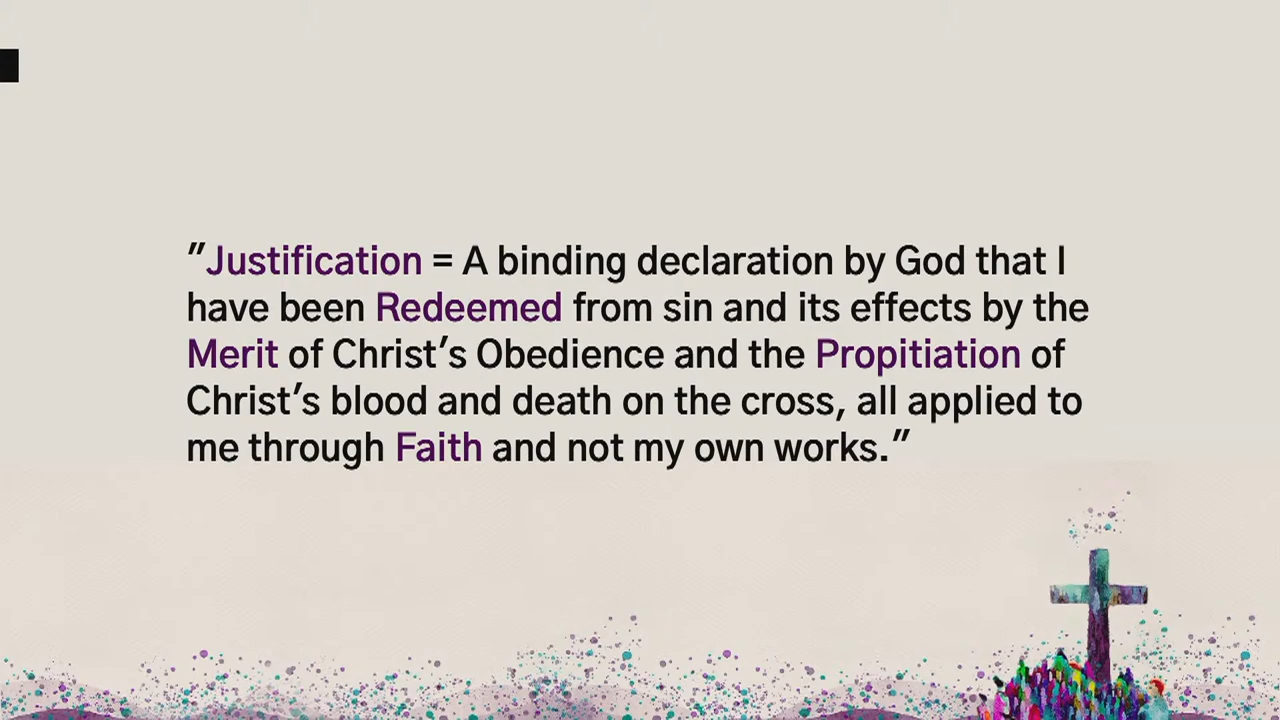 "Justification = A binding declaration by God that I
have been Redeemed from sin and its effects by the
Merit of Christ's Obedience and the Propitiation of
Christ's blood and death on the cross, all applied to
me through Faith and not my own works."